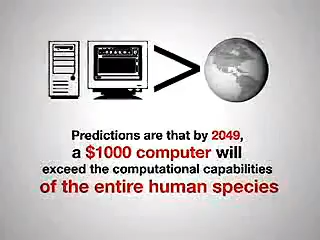 Predictions are that by 2049,
a $1000 computer will
exceed the computational capabilities
of the entire human species